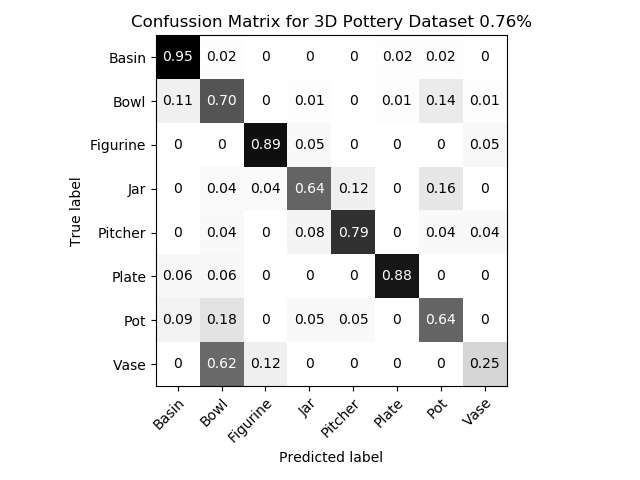 Confussion Matrix for 3D Pottery Dataset 0.76%
Basin 0.95 0.02 0 0 0 0.02 0.02 0
Bowl 0.11 0.70 0 0.01 0 0.01 0.14 0.01
Figurine 0 0 0.89 0.05 0 0 0 0.05
Jar 0 0.04 0.04 0.64 0.12 0 0.16 0
Pitcher 0 0.04 0 0.08 0.79 0 0.04 0.04
Plate 0.06 0.06 0 0 0 0.88 0 0
Pot 0.09 0.18 0 0.05 0.05 0 0.64 0
Vase 0 0.62 0.12 0 0 0 0 0.25
True label
Basin Bowl Figurine Jar Pitcher Plate Pot Vase
Predicted label